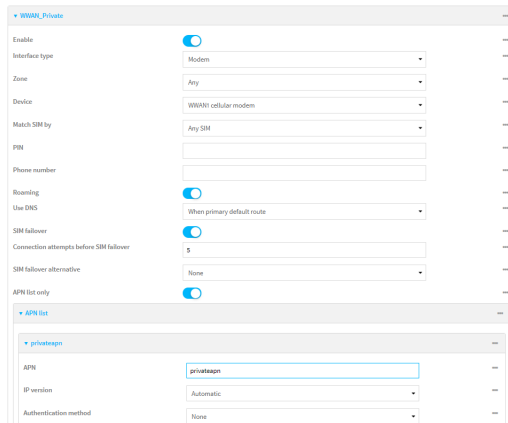 WWAN_Private
Enable
Interface type Modem
Zone Any
Device WWAN1 cellular modem
Match SIM by Any SIM
PIN
Phone number
Roaming
Use DNS When primary default route
SIM failover
Connection attempts before SIM failover 5
SIM failover alternative None
APN list only
APN list
privateapn
APN privateapn
IP version Automatic
Authentication method None